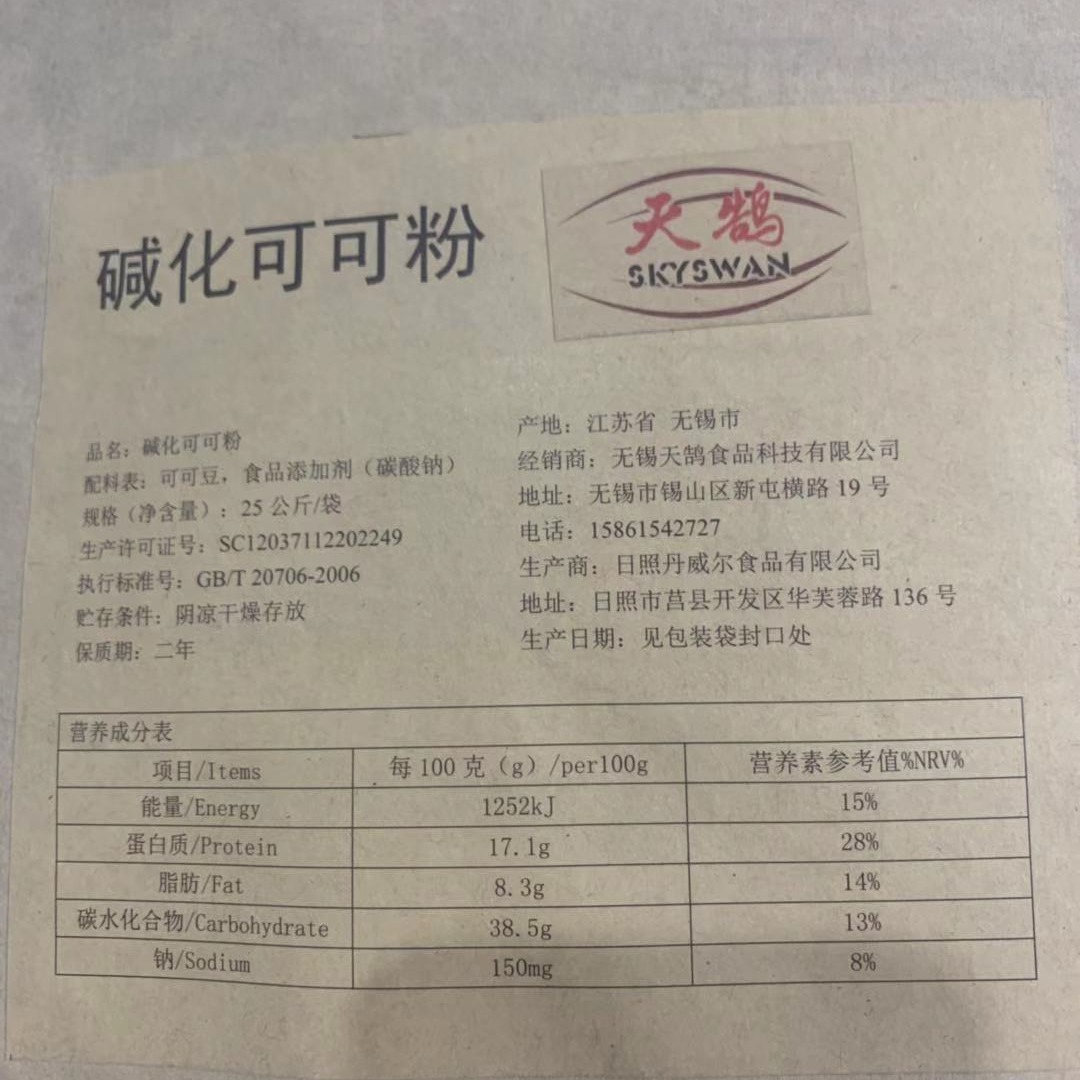 碱化可可粉
天鹄
SKYSWAN
品名：碱化可可粉
配料表：可可豆，食品添加剂（碳酸钠）
规格（净含量）：25 公斤/袋
生产许可证号：SC12037112202249
执行标准号：GB/T 20706-2006
贮存条件：阴凉干燥存放
保质期：二年
产地：江苏省 无锡市
经销商：无锡天鹄食品科技有限公司
地址：无锡市锡山区新屯横路 19 号
电话：15861542727
生产商：日照丹威尔食品有限公司
地址：日照市莒县开发区华芙蓉路 136 号
生产日期：见包装袋封口处
营养成分表
项目/Items 每 100 克（g）/per100g 营养素参考值%NRV%
能量/Energy 1252kJ 15%
蛋白质/Protein 17.1g 28%
脂肪/Fat 8.3g 14%
碳水化合物/Carbohydrate 38.5g 13%
钠/Sodium 150mg 8%